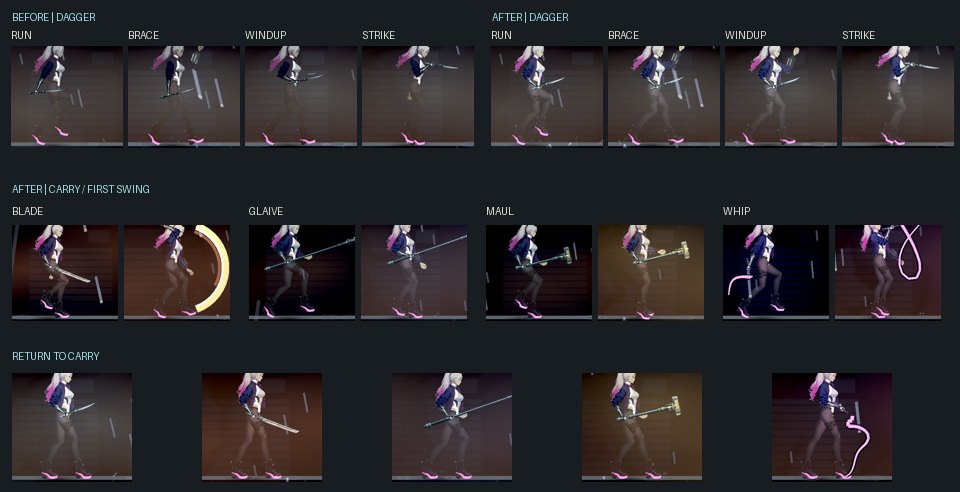 BEFORE | DAGGER
AFTER | DAGGER
RUN
BRACE
WINDUP
STRIKE
RUN
BRACE
WINDUP
STRIKE
AFTER | CARRY / FIRST SWING
BLADE
GLAIVE
MAUL
WHIP
RETURN TO CARRY